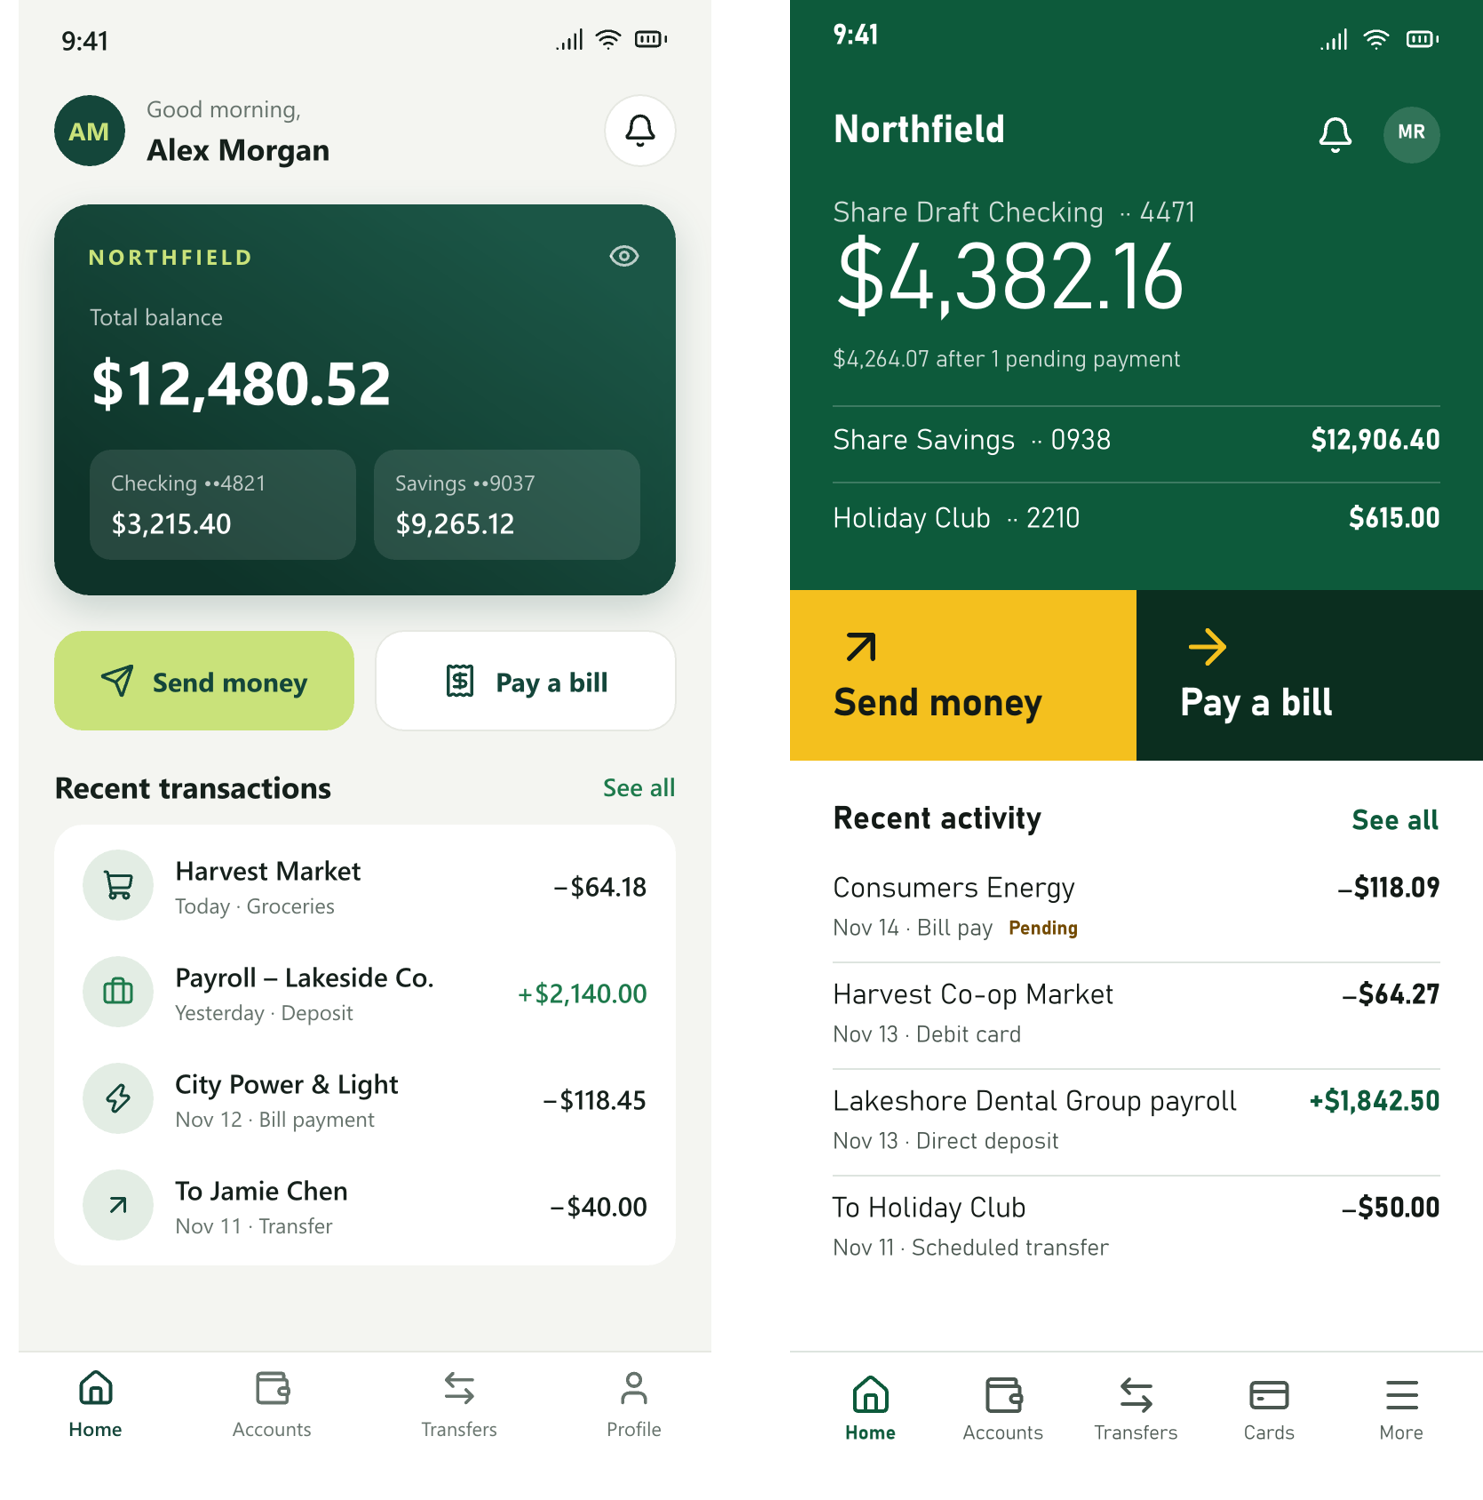 9:41
AM
Good morning,
Alex Morgan
NORTHFIELD
Total balance
$12,480.52
Checking ••4821
$3,215.40
Savings ••9037
$9,265.12
Send money
Pay a bill
Recent transactions
See all
Harvest Market
Today · Groceries
−$64.18
Payroll – Lakeside Co.
Yesterday · Deposit
+$2,140.00
City Power & Light
Nov 12 · Bill payment
−$118.45
To Jamie Chen
Nov 11 · Transfer
−$40.00
Home
Accounts
Transfers
Profile
9:41
Northfield
MR
Share Draft Checking ·· 4471
$4,382.16
$4,264.07 after 1 pending payment
Share Savings ·· 0938
$12,906.40
Holiday Club ·· 2210
$615.00
Send money
Pay a bill
Recent activity
See all
Consumers Energy
−$118.09
Nov 14 · Bill pay Pending
Harvest Co-op Market
−$64.27
Nov 13 · Debit card
Lakeshore Dental Group payroll
+$1,842.50
Nov 13 · Direct deposit
To Holiday Club
−$50.00
Nov 11 · Scheduled transfer
Home
Accounts
Transfers
Cards
More